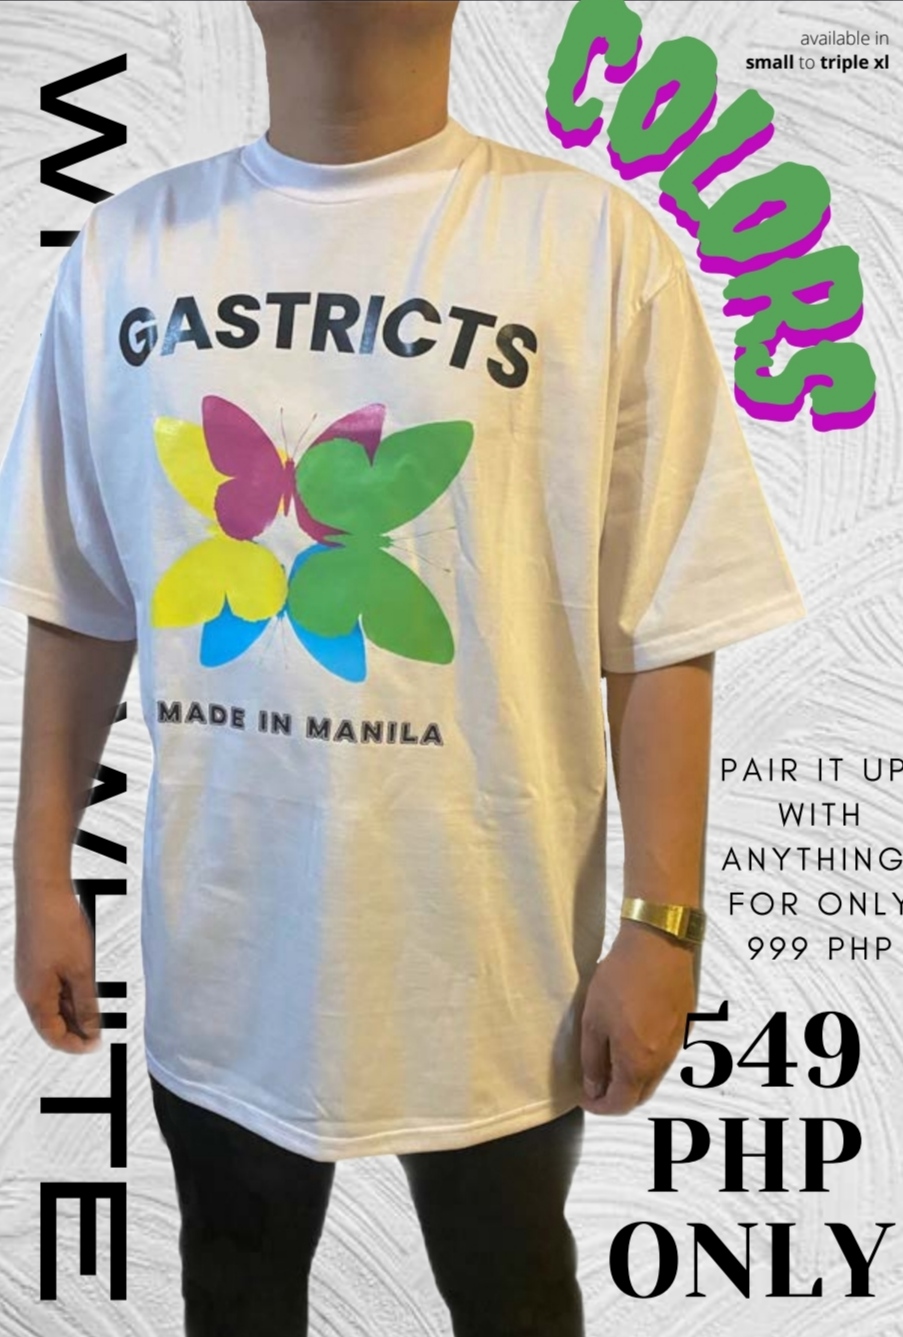 available in
small to triple xl
COLORS
GASTRICTS
MADE IN MANILA
WHITE
PAIR IT UP
WITH
ANYTHING
FOR ONLY
999 PHP
549
PHP
ONLY